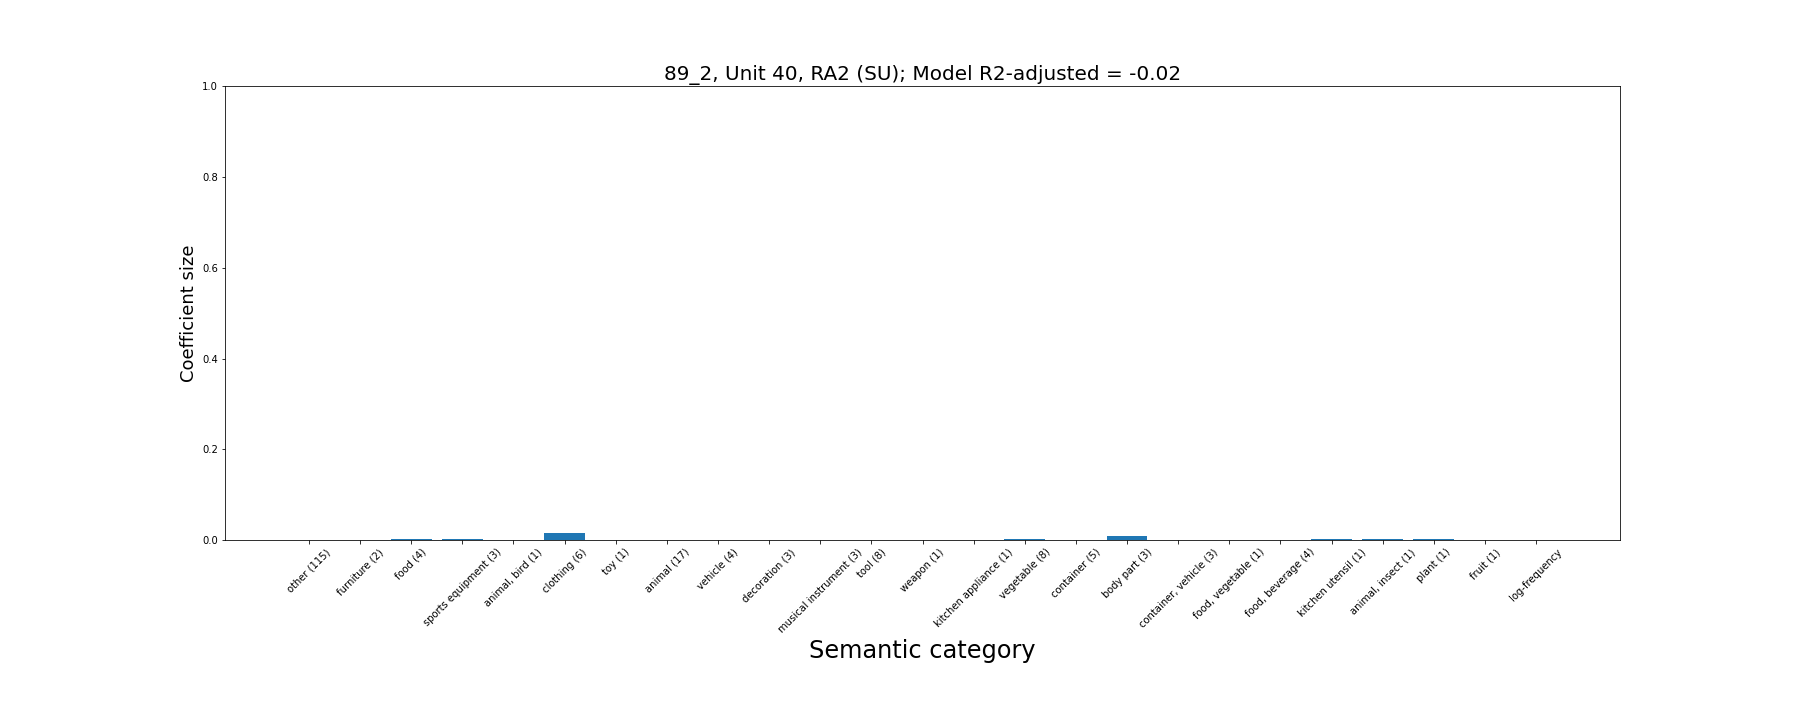 89_2, Unit 40, RA2 (SU); Model R2-adjusted = -0.02
Coefficient size
1.0
0.8
0.6
0.4
0.2
0.0
other (115)
furniture (2)
food (4)
sports equipment (3)
animal, bird (1)
clothing (6)
toy (1)
animal (17)
vehicle (4)
decoration (3)
musical instrument (3)
tool (8)
weapon (1)
kitchen appliance (1)
vegetable (8)
container (5)
body part (3)
container, vehicle (3)
food, vegetable (1)
food, beverage (4)
kitchen utensil (1)
animal, insect (1)
plant (1)
fruit (1)
log-frequency
Semantic category